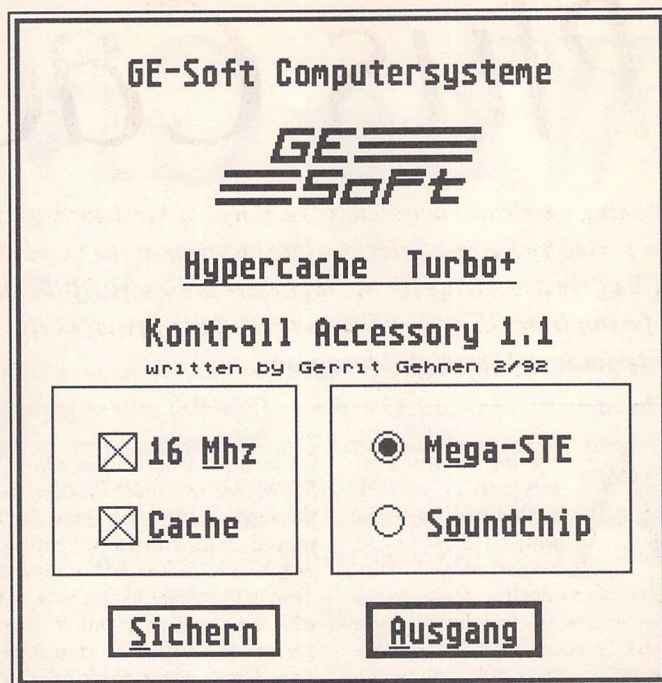 GE-Soft Computersysteme
GE
Soft
Hypercache Turbo+
Kontroll Accessory 1.1
written by Gerrit Gehnen 2/92
16 Mhz
Mega-STE
Cache
Soundchip
Sichern
Ausgang